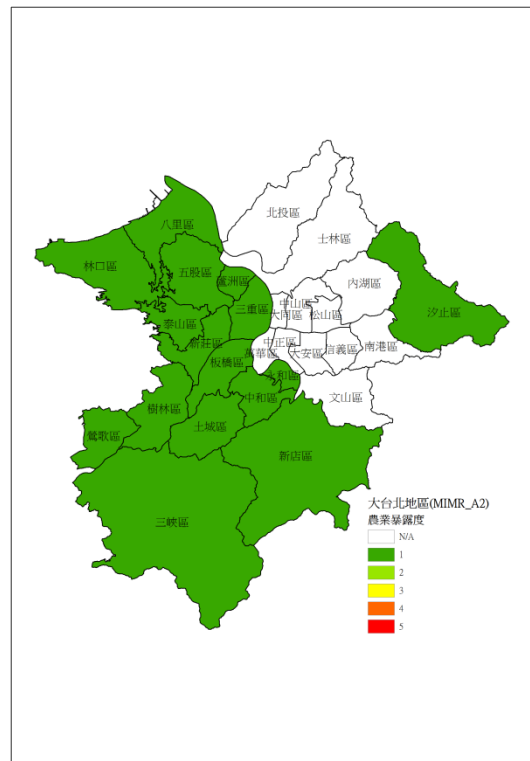 北投區
士林區
八里區
林口區
五股區
蘆洲區
內湖區
汐止區
三重區
中山區
大同區
松山區
泰山區
新莊區
中正區
萬華區
大安區
信義區
南港區
板橋區
永和區
文山區
中和區
樹林區
土城區
鶯歌區
新店區
三峽區
大台北地區(MIMR_A2)
農業暴露度
N/A
1
2
3
4
5